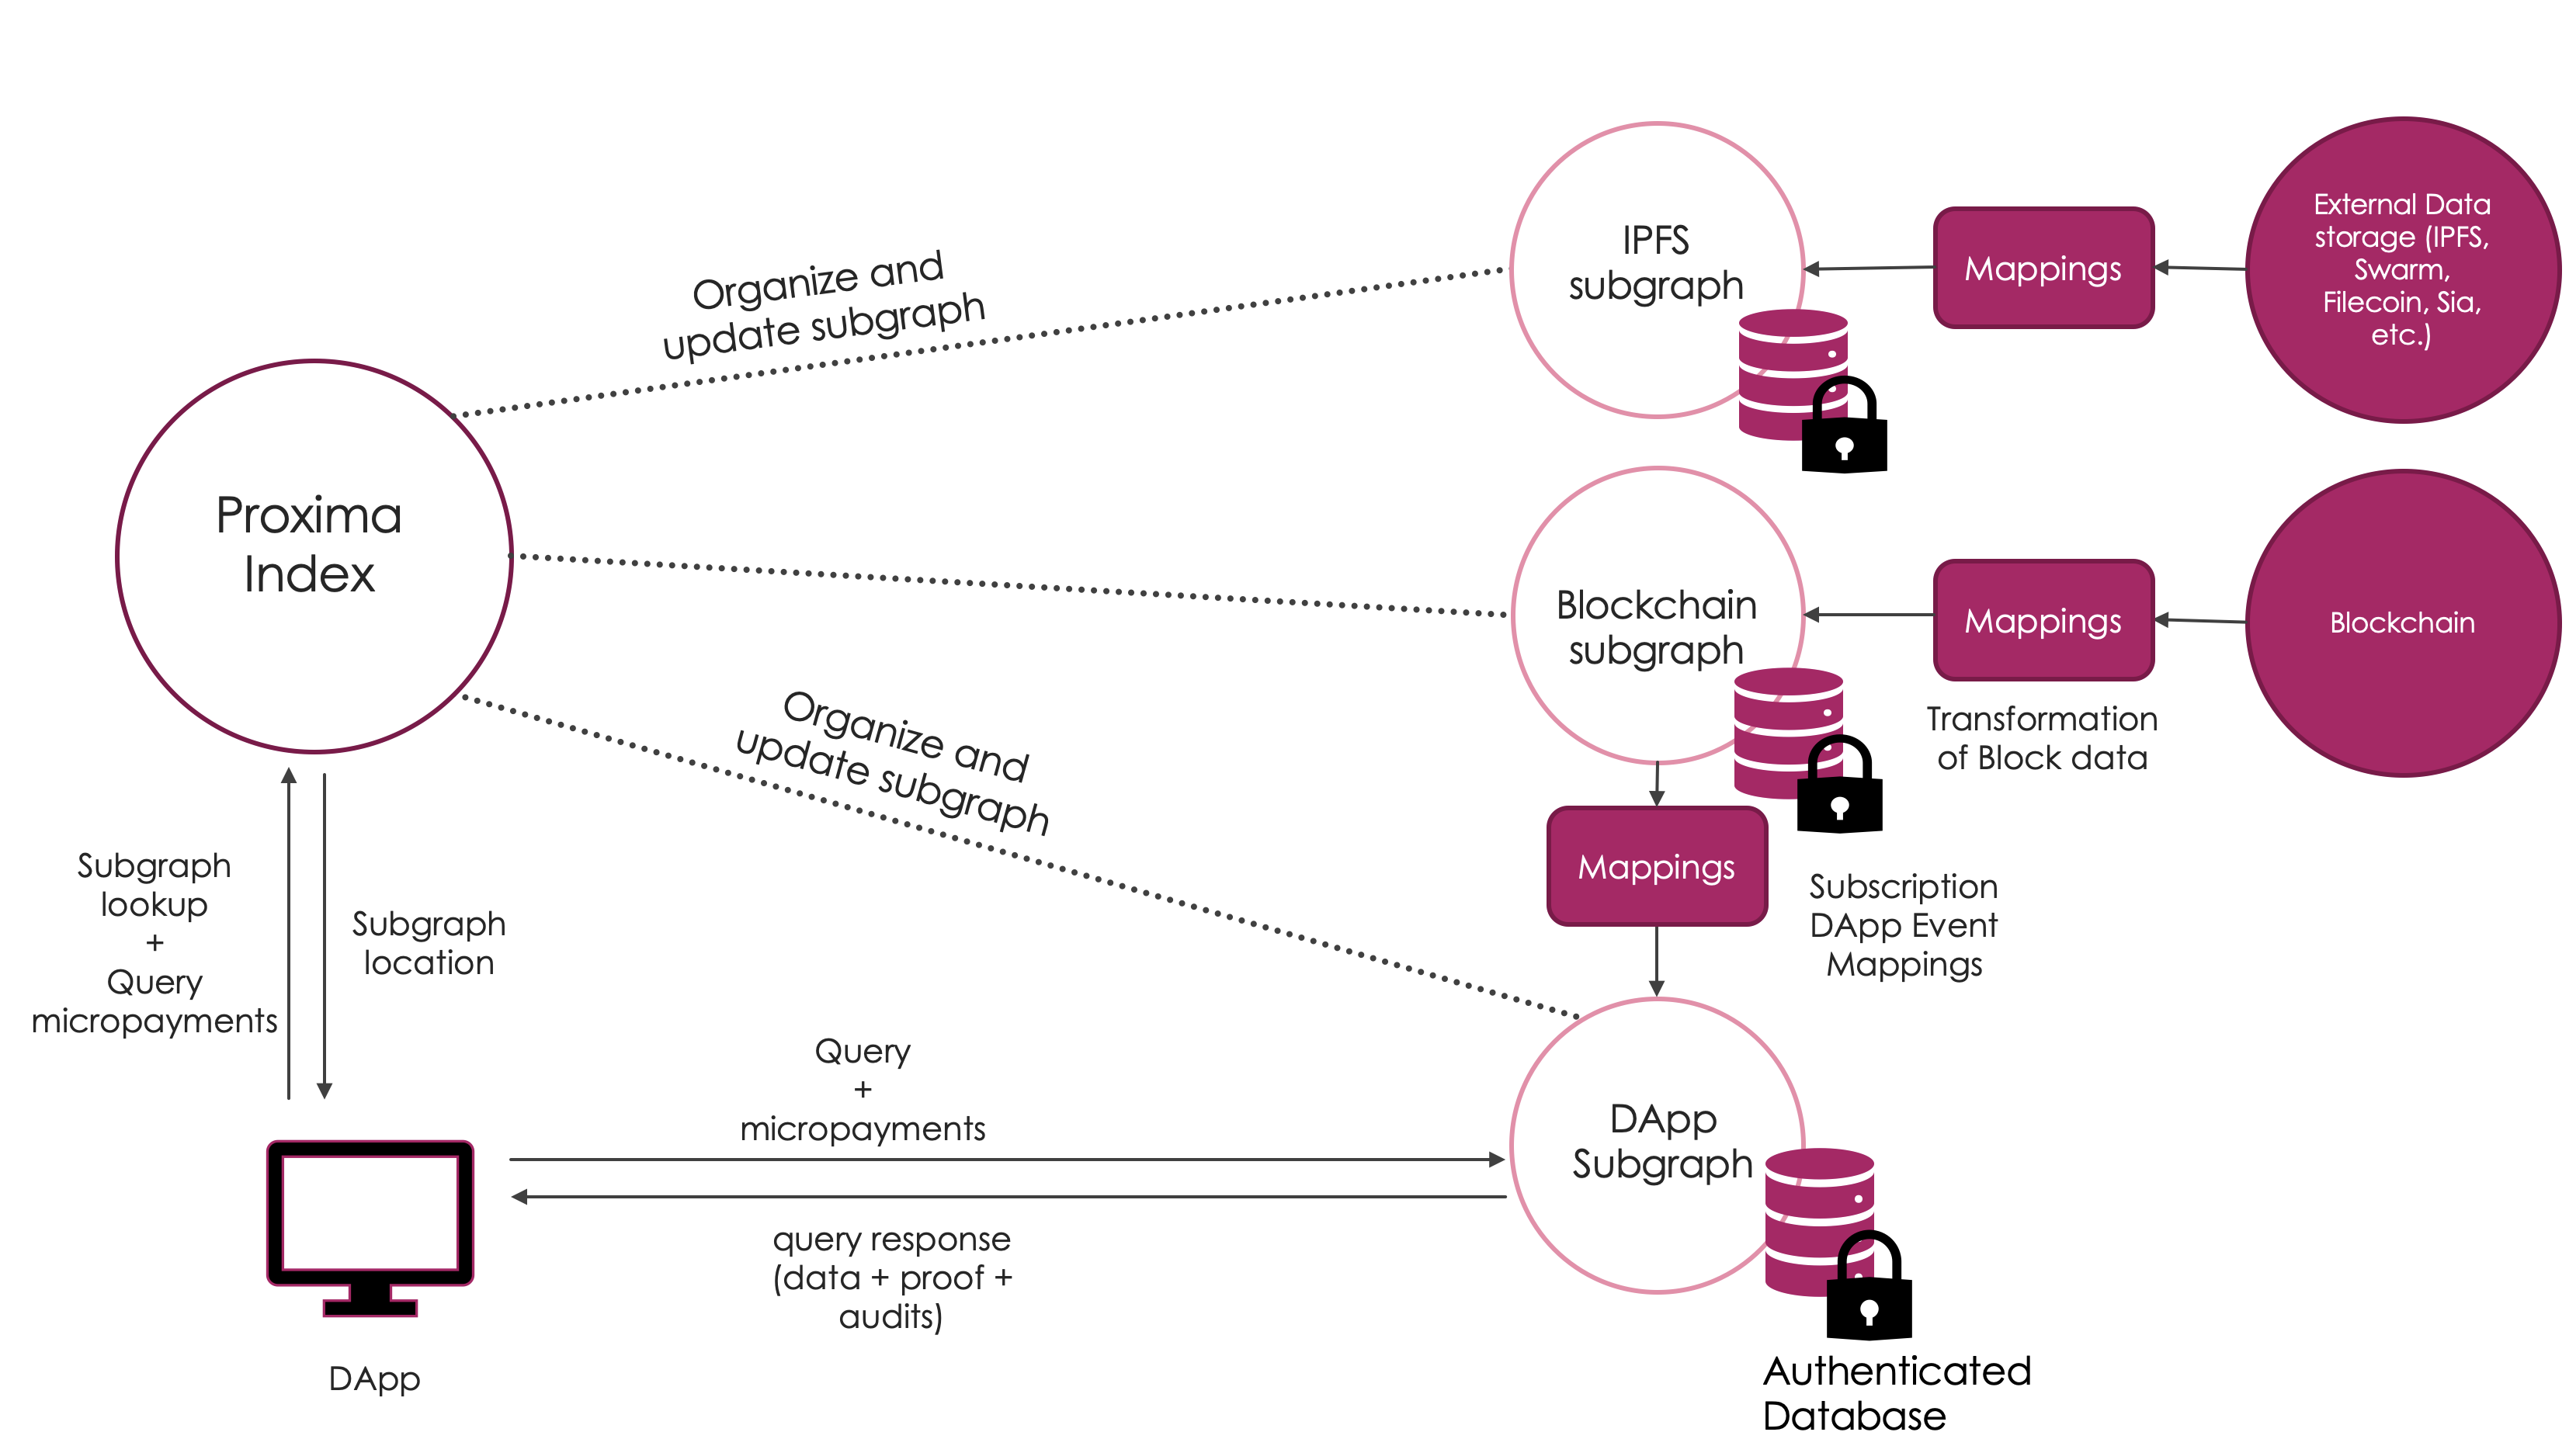 Organize and
update subgraph
IPFS
subgraph
Mappings
External Data
storage (IPFS,
Swarm,
Filecoin, Sia,
etc.)
Proxima
Index
Blockchain
subgraph
Mappings
Blockchain
Transformation
of Block data
Organize and
update subgraph
Mappings
Subscription
DApp Event
Mappings
Subgraph
lookup
+
Query
micropayments
Subgraph
location
Query
+
micropayments
DApp
Subgraph
query response
(data + proof +
audits)
DApp
Authenticated
Database